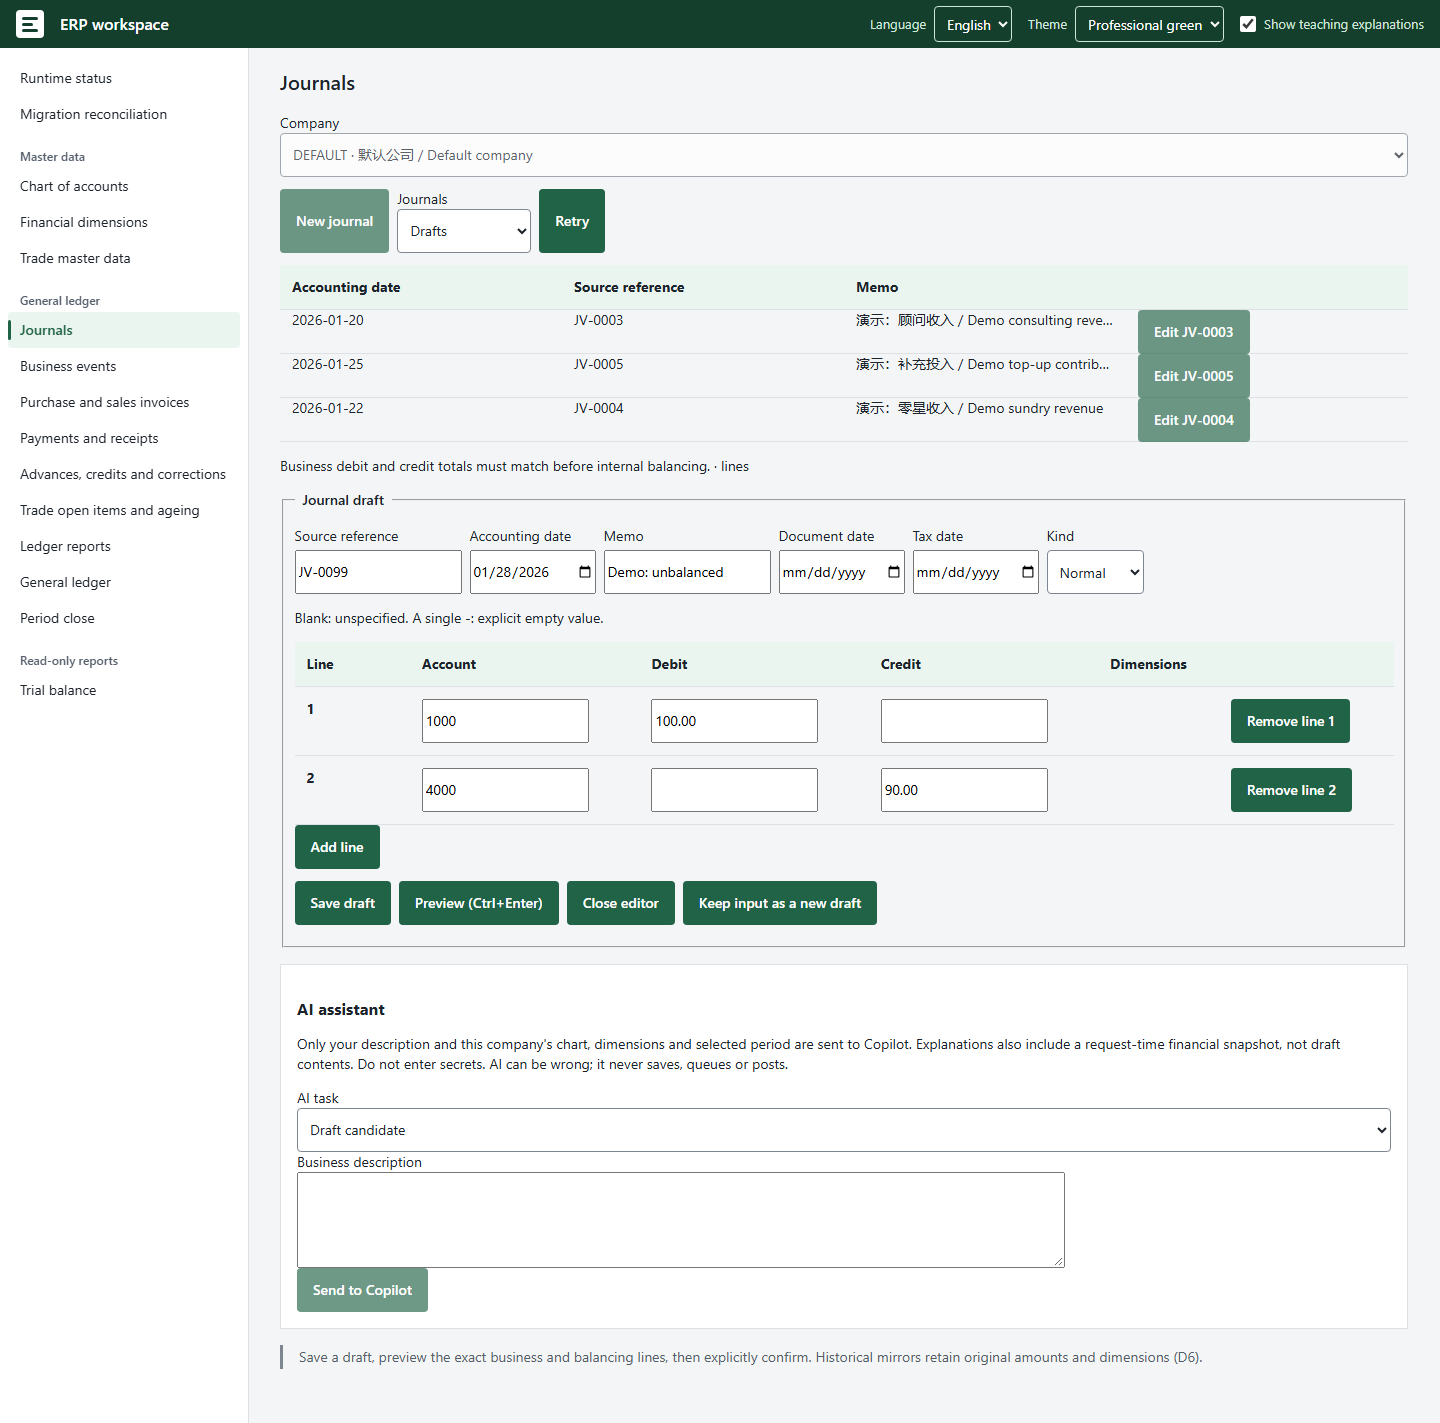 ERP workspace
Language English Theme Professional green Show teaching explanations
Runtime status
Migration reconciliation
Master data
Chart of accounts
Financial dimensions
Trade master data
General ledger
Journals
Business events
Purchase and sales invoices
Payments and receipts
Advances, credits and corrections
Trade open items and ageing
Ledger reports
General ledger
Period close
Read-only reports
Trial balance
Journals
Company
DEFAULT · 默认公司 / Default company
New journal
Journals
Drafts
Retry
Accounting date Source reference Memo
2026-01-20 JV-0003 演示：顾问收入 / Demo consulting reve... Edit JV-0003
2026-01-25 JV-0005 演示：补充投入 / Demo top-up contrib... Edit JV-0005
2026-01-22 JV-0004 演示：零星收入 / Demo sundry revenue Edit JV-0004
Business debit and credit totals must match before internal balancing. · lines
Journal draft
Source reference Accounting date Memo Document date Tax date Kind
JV-0099 01/28/2026 Demo: unbalanced mm/dd/yyyy mm/dd/yyyy Normal
Blank: unspecified. A single -: explicit empty value.
Line Account Debit Credit Dimensions
1 1000 100.00 Remove line 1
2 4000 90.00 Remove line 2
Add line
Save draft Preview (Ctrl+Enter) Close editor Keep input as a new draft
AI assistant
Only your description and this company's chart, dimensions and selected period are sent to Copilot. Explanations also include a request-time financial snapshot, not draft
contents. Do not enter secrets. AI can be wrong; it never saves, queues or posts.
AI task
Draft candidate
Business description
Send to Copilot
Save a draft, preview the exact business and balancing lines, then explicitly confirm. Historical mirrors retain original amounts and dimensions (D6).